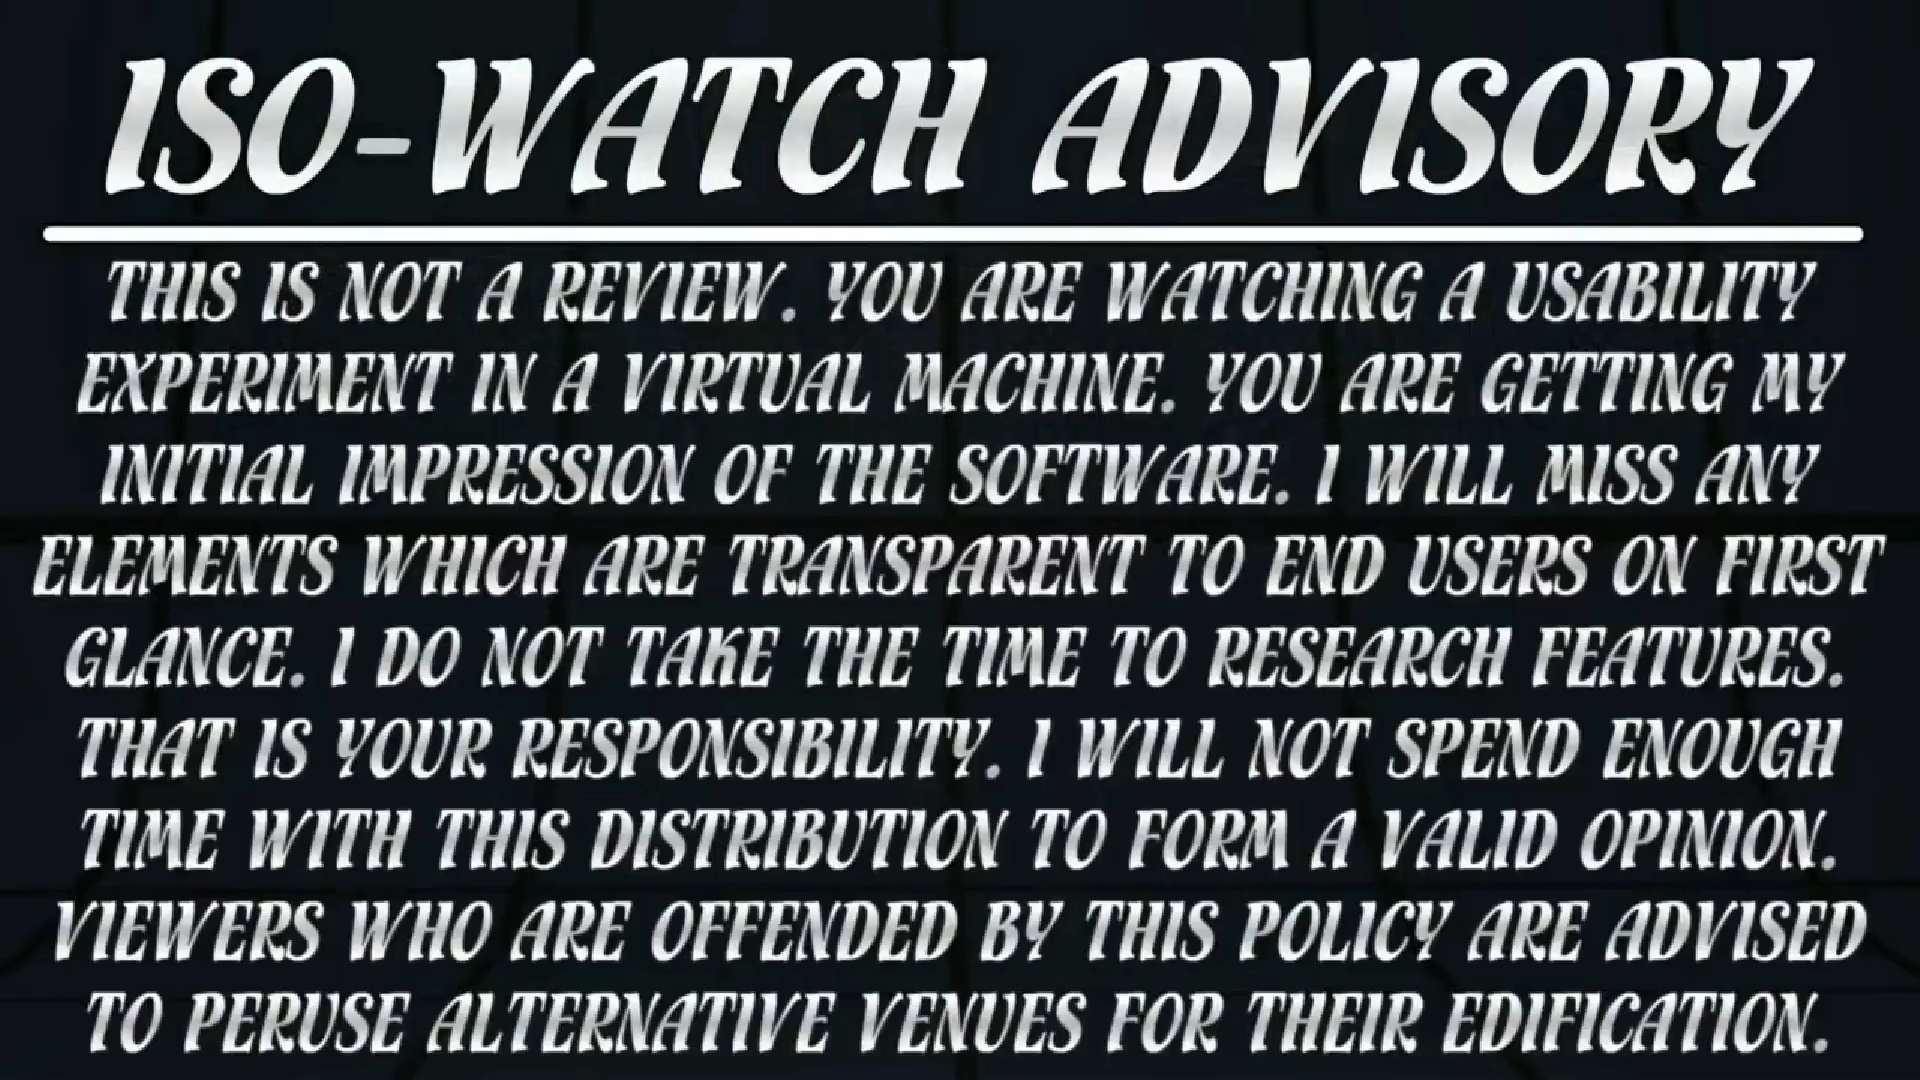 ISO-WATCH ADVISORY
THIS IS NOT A REVIEW. YOU ARE WATCHING A USABILITY
EXPERIMENT IN A VIRTUAL MACHINE. YOU ARE GETTING MY
INITIAL IMPRESSION OF THE SOFTWARE. I WILL MISS ANY
ELEMENTS WHICH ARE TRANSPARENT TO END USERS ON FIRST
GLANCE. I DO NOT TAKE THE TIME TO RESEARCH FEATURES.
THAT IS YOUR RESPONSIBILITY. I WILL NOT SPEND ENOUGH
TIME WITH THIS DISTRIBUTION TO FORM A VALID OPINION.
VIEWERS WHO ARE OFFENDED BY THIS POLICY ARE ADVISED
TO PERUSE ALTERNATIVE VENUES FOR THEIR EDIFICATION.